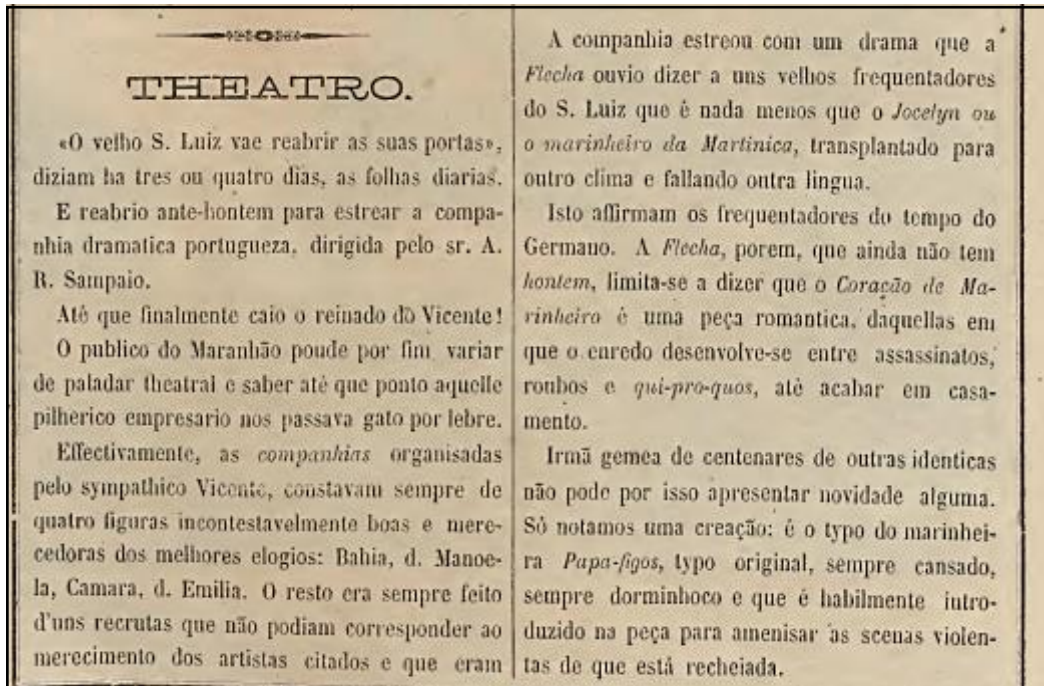 THEATRO.
«O velho S. Luiz vae reabrir as suas portas»,
diziam ha tres ou quatro dias, as folhas diarias.
E reabrio ante-hontem para estrear a compa-
nhia dramatica portugueza, dirigida pelo sr. A.
R. Sampaio.
Até que finalmente caio o reinado do Vicente!
O publico do Maranhão poude por fim variar
de paladar theatral e saber até que ponto aquelle
pilherico empresario nos passava gato por lebre.
Effectivamente, as companhias organisadas
pelo sympathico Vicente, constavam sempre de
quatro figuras incontestavelmente boas e mere-
cedoras dos melhores elogios: Bahia, d. Manoe-
la, Camara, d. Emilia. O resto era sempre feito
d'uns recrutas que não podiam corresponder ao
merecimento dos artistas citados e que eram
A companhia estreou com um drama que a
Flecha ouvio dizer a uns velhos frequentadores
do S. Luiz que é nada menos que o Jocelyn ou
o marinheiro da Martinica, transplantado para
outro clima e fallando outra lingua.
Isto affirmam os frequentadores do tempo do
Germano. A Flecha, porem, que ainda não tem
hontem, limita-se a dizer que o Coração de Ma-
rinheiro é uma peça romantica, daquellas em
que o enredo desenvolve-se entre assassinatos,
roubos e qui-pro-quos, até acabar em casa-
mento.
Irmã gemea de centenares de outras identicas
não pode por isso apresentar novidade alguma.
Só notamos uma creação: é o typo do marinhei-
ra Papa-figos, typo original, sempre cansado,
sempre dorminhoco e que é habilmente intro-
duzido na peça para amenisar as scenas violen-
tas de que está recheiada.